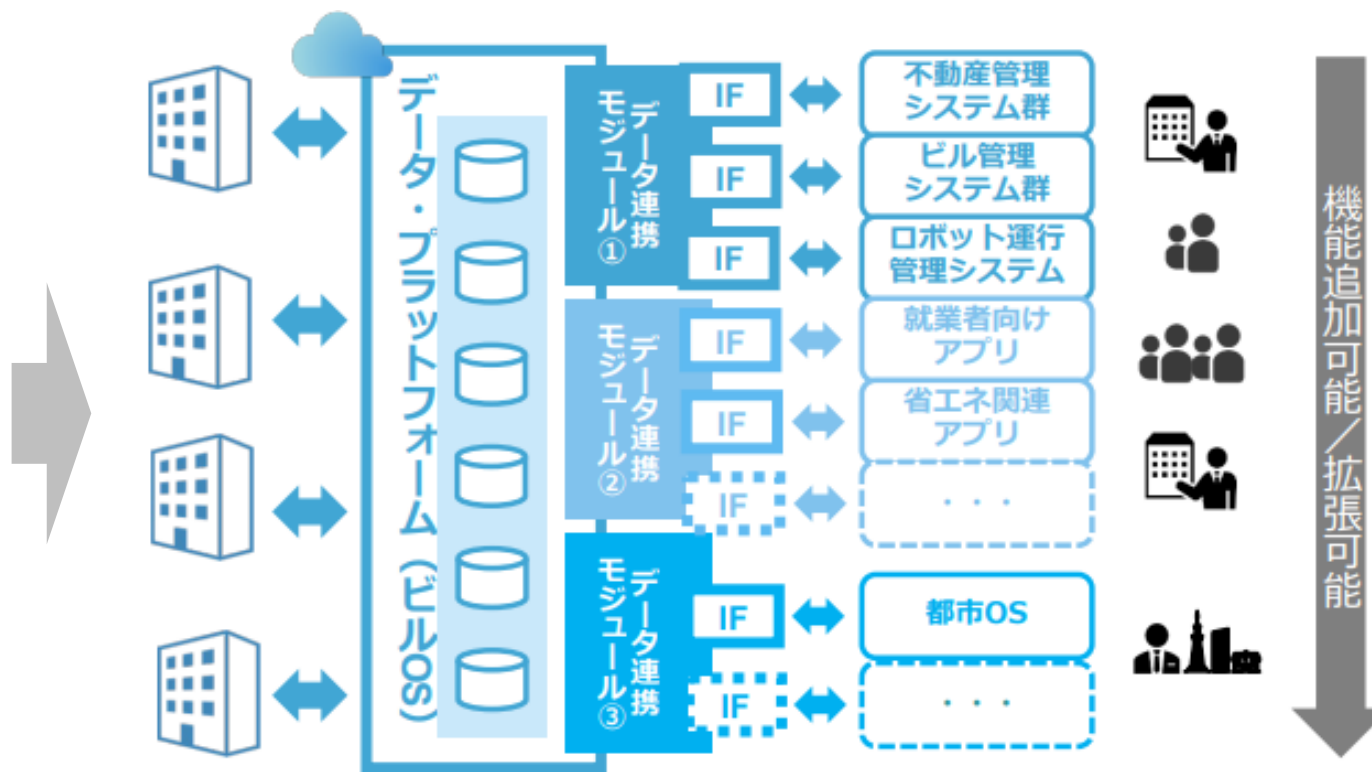 データ・プラットフォーム（ビルOS）
データ連携
モジュール①
IF
不動産管理
システム群
IF
ビル管理
システム群
IF
ロボット運行
管理システム
データ連携
モジュール②
IF
就業者向け
アプリ
IF
省エネ関連
アプリ
IF
・・・
データ連携
モジュール③
IF
都市OS
IF
・・・
機能追加可能／拡張可能